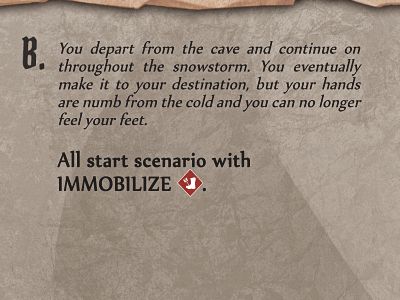 B. You depart from the cave and continue on
throughout the snowstorm. You eventually
make it to your destination, but your hands
are numb from the cold and you can no longer
feel your feet.
All start scenario with
IMMOBILIZE .